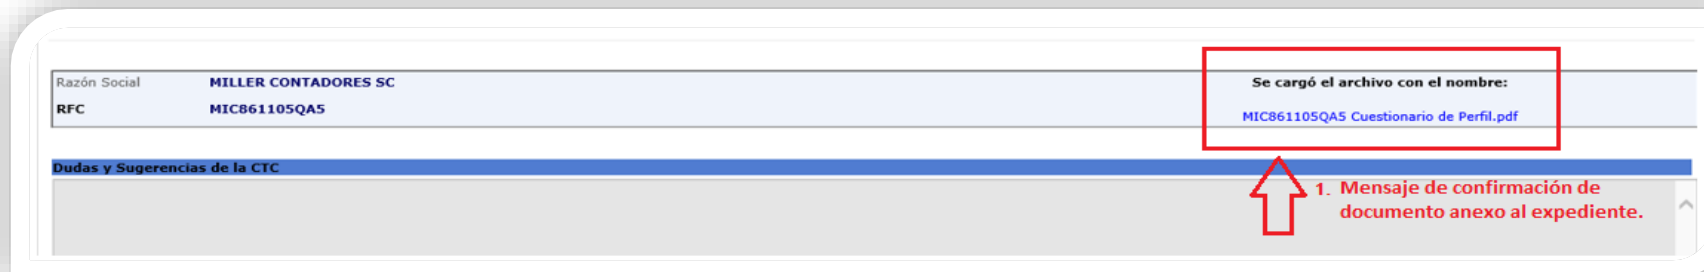 Razón Social MILLER CONTADORES SC
RFC MIC861105QA5
Se cargó el archivo con el nombre:
MIC861105QA5 Cuestionario de Perfil.pdf
Dudas y Sugerencias de la CTC
1. Mensaje de confirmación de
documento anexo al expediente.